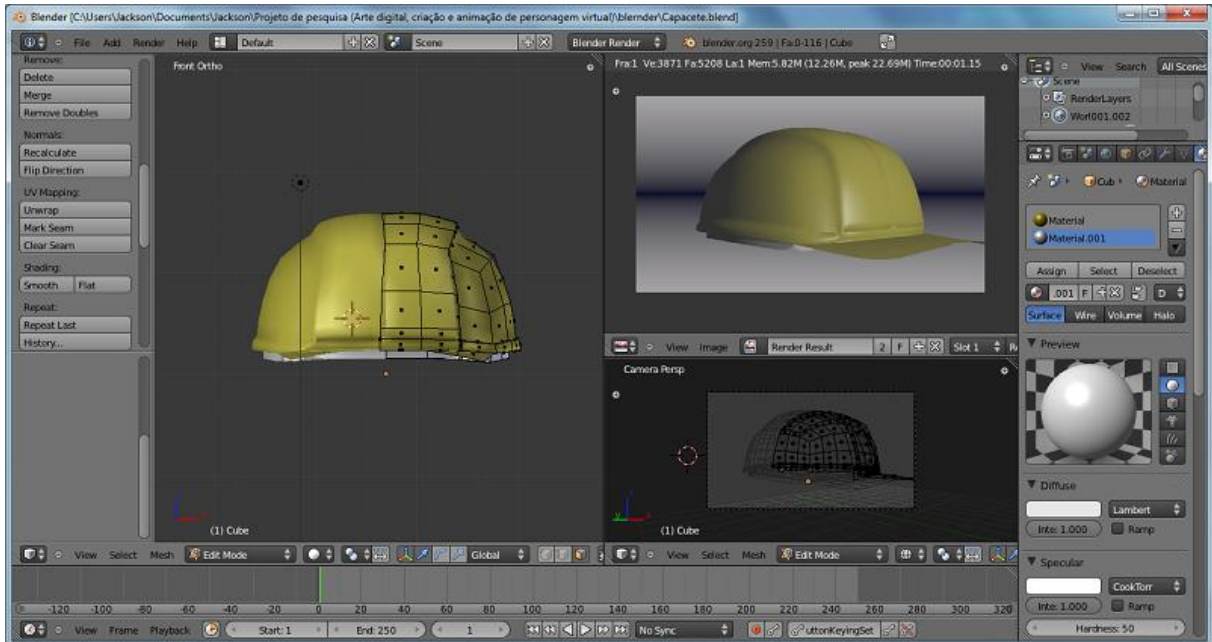 Blender [C:\Users\Jackson\Documents\Jackson\Projeto de pesquisa (Arte digital, criação e animação de personagem virtual)\blernder\Capacete.blend]
File Add Render Help Default Scene Blender Render blender.org 259 | Fa:0-116 | Cube
Remove:
Delete
Merge
Remove Doubles
Normals:
Recalculate
Flip Direction
UV Mapping:
Unwrap
Mark Seam
Clear Seam
Shading:
Smooth Flat
Repeat:
Repeat Last
History...
Front Ortho
(1) Cube
View Select Mesh Edit Mode Global
Fra:1 Ve:3871 Fa:5208 La:1 Mem:5.82M (12.26M, peak 22.69M) Time:00:01.15
View Image Render Result 2 F Slot 1
Camera Persp
(1) Cube
View Select Mesh Edit Mode
View Search All Scenes
Scene
RenderLayers
Worl001.002
Cub Material
Material
Material.001
Assign Select Deselect
.001 F D
Surface Wire Volume Halo
Preview
Diffuse
Lambert
Inte: 1.000 Ramp
Specular
CookTorr
Inte: 1.000 Ramp
Hardness: 50
-120 -100 -80 -60 -40 -20 0 20 40 60 80 100 120 140 160 180 200 220 240 260 280 300 320
View Frame Playback Start: 1 End: 250 1 No Sync uttonKeyingSet